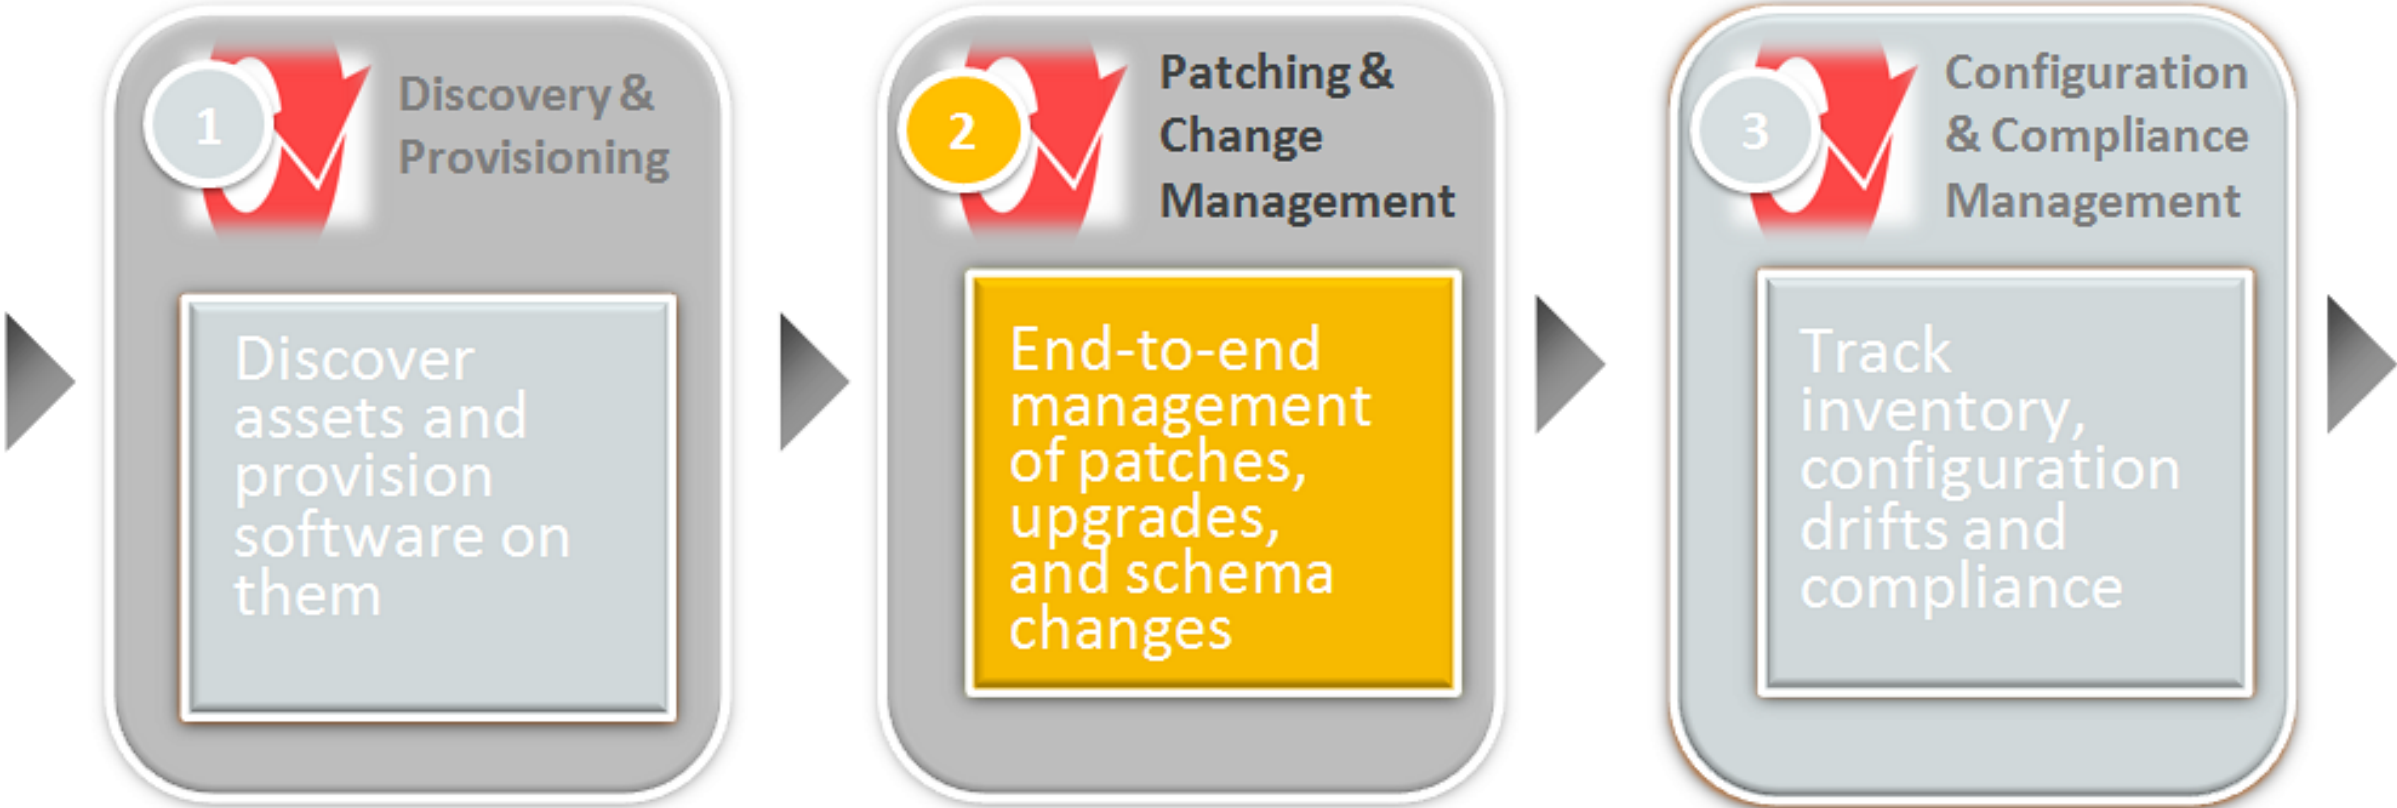 1
Discovery &
Provisioning
Discover
assets and
provision
software on
them
2
Patching &
Change
Management
End-to-end
management
of patches,
upgrades,
and schema
changes
3
Configuration
& Compliance
Management
Track
inventory,
configuration
drifts and
compliance